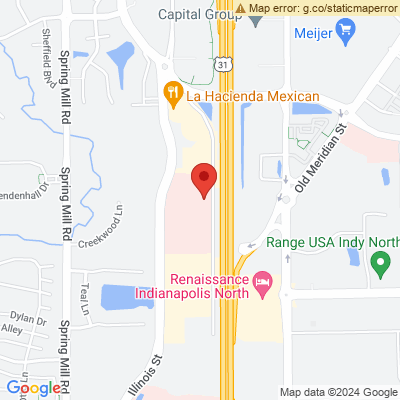 Map error: g.co/staticmaperror
Capital Group
Meijer
Sheffield Blvd
Spring Mill Rd
31
La Hacienda Mexican
Old Meridian St
Spring Mill Rd
endenhall Dr
Creekwood Ln
Range USA Indy North
Renaissance
Indianapolis North
Teal Ln
Dylan Dr
Alley
Spring Mill Rd
Illinois St
Google
Map data ©2024 Google